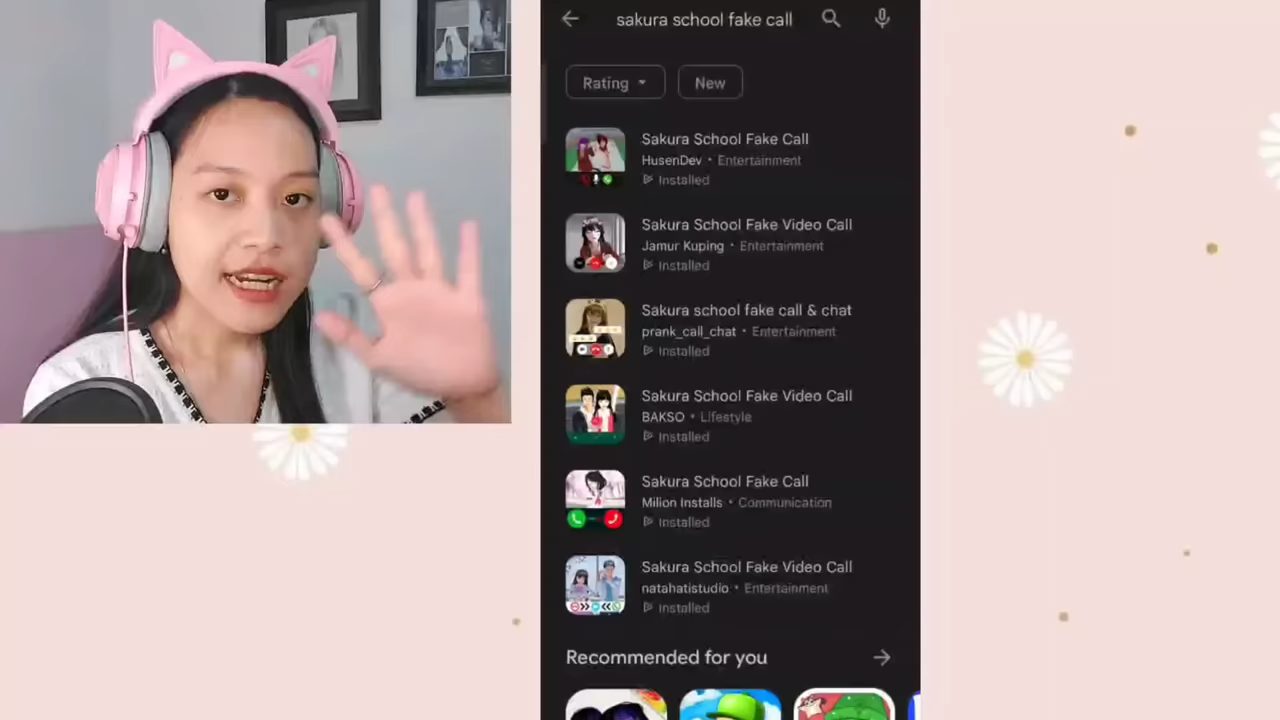 sakura school fake call
Rating
New
Sakura School Fake Call
HusenDev • Entertainment
Installed
Sakura School Fake Video Call
Jamur Kuping • Entertainment
Installed
Sakura school fake call & chat
prank_call_chat • Entertainment
Installed
Sakura School Fake Video Call
BAKSO • Lifestyle
Installed
Sakura School Fake Call
Milion Installs • Communication
Installed
Sakura School Fake Video Call
natahatistudio • Entertainment
Installed
Recommended for you